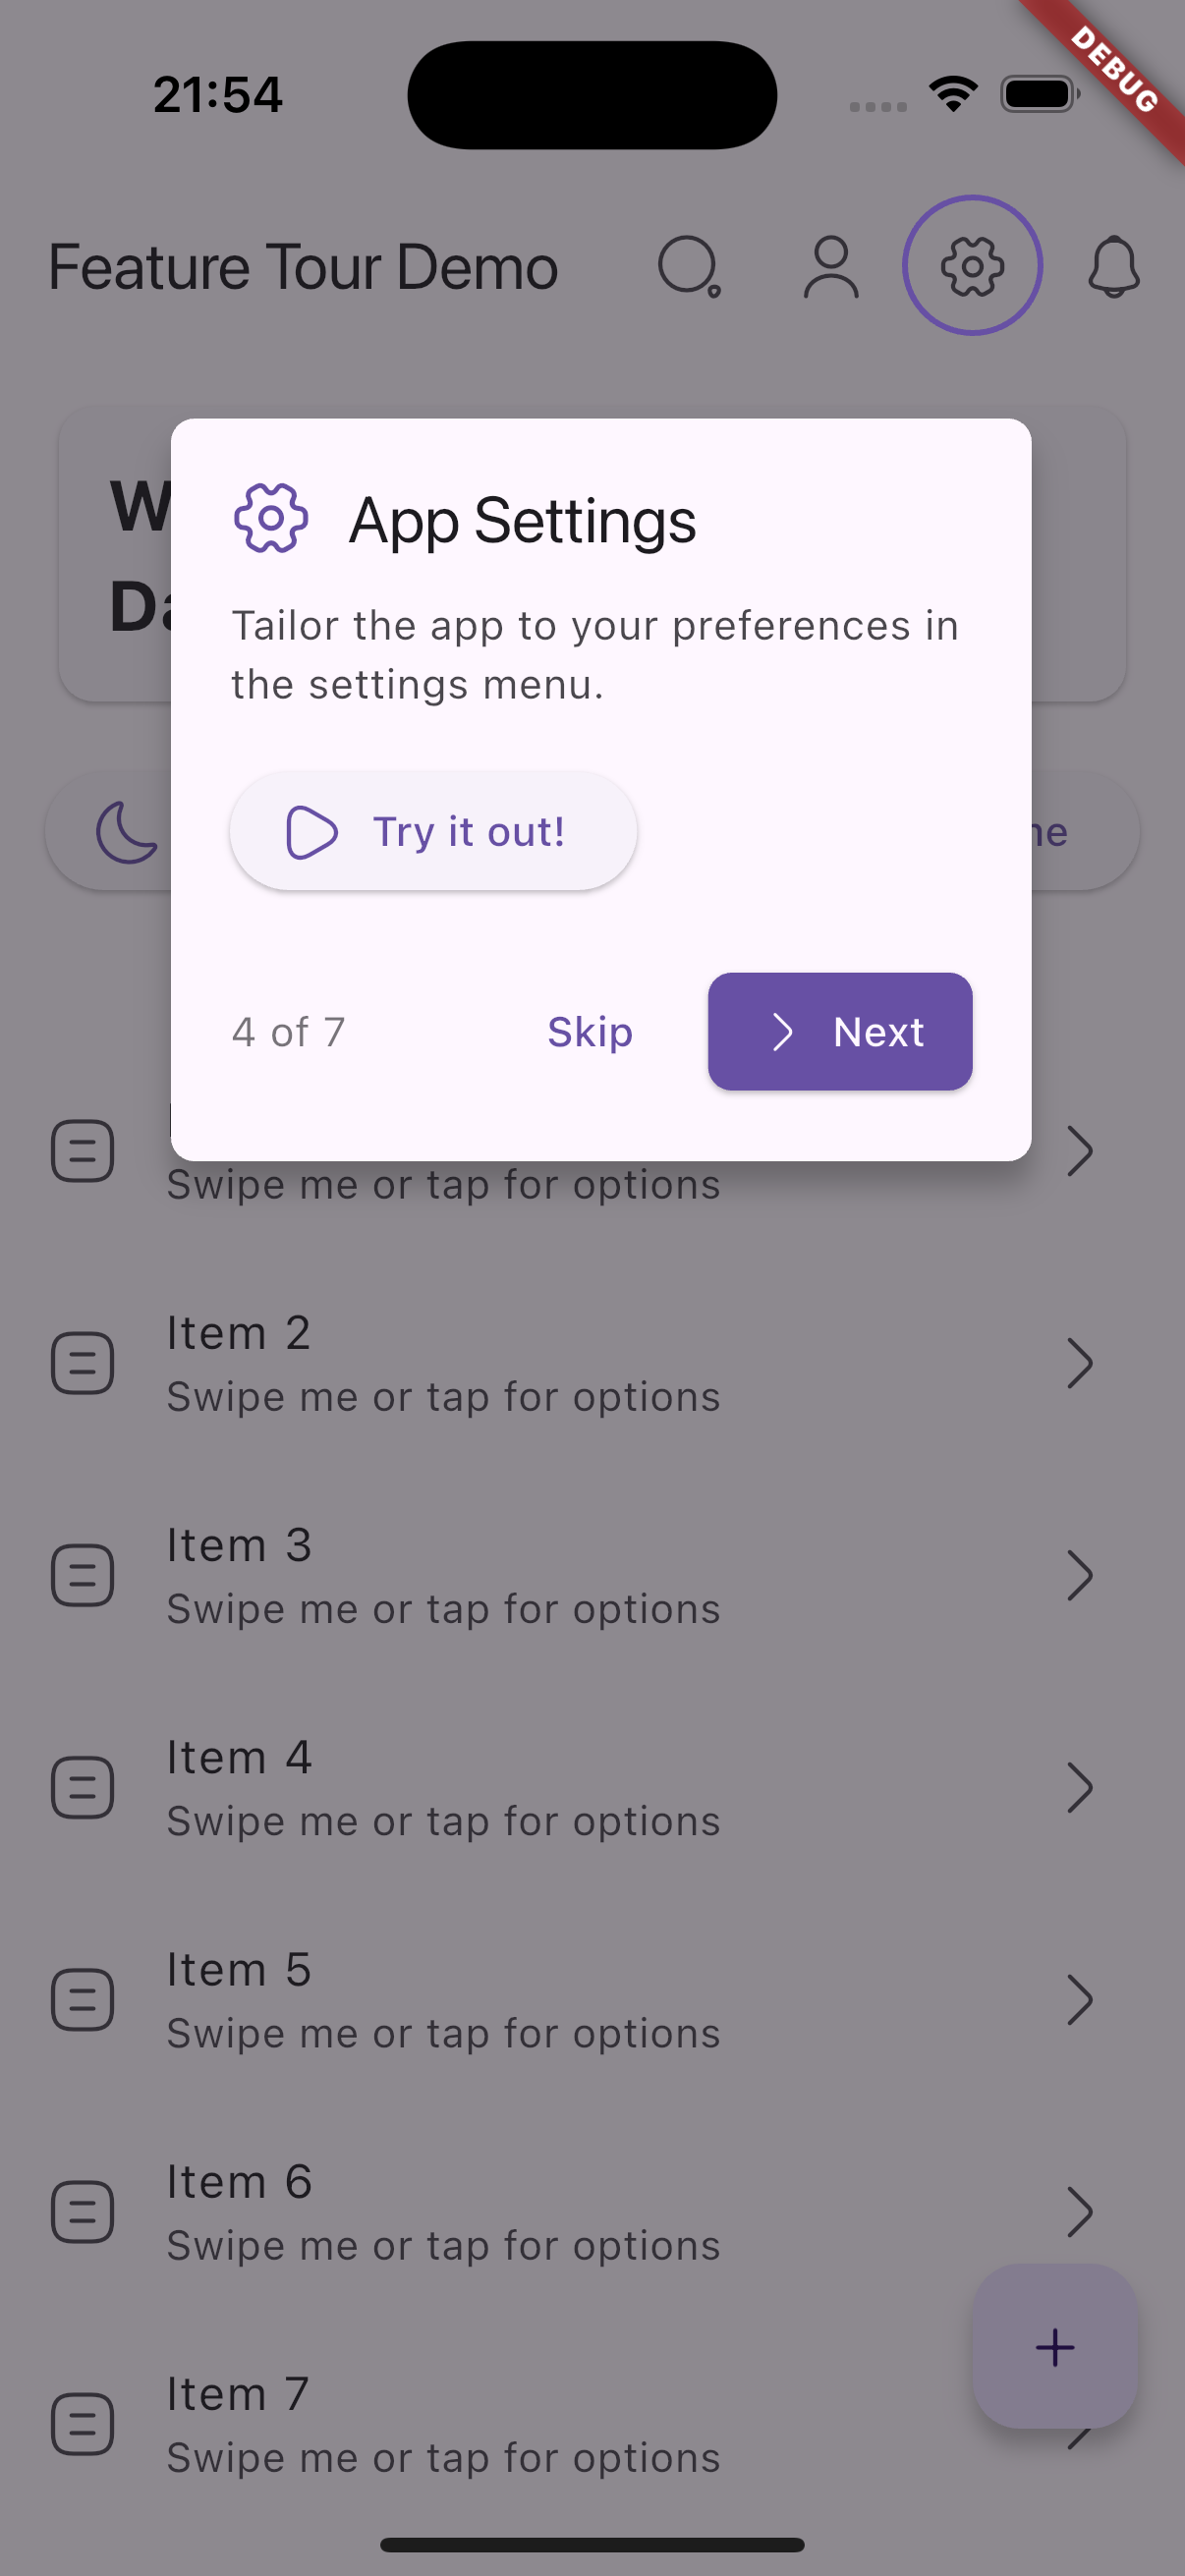 21:54
DEBUG
Feature Tour Demo
App Settings
Tailor the app to your preferences in
the settings menu.
Try it out!
4 of 7
Skip
Next
Swipe me or tap for options
Item 2
Swipe me or tap for options
Item 3
Swipe me or tap for options
Item 4
Swipe me or tap for options
Item 5
Swipe me or tap for options
Item 6
Swipe me or tap for options
Item 7
Swipe me or tap for options